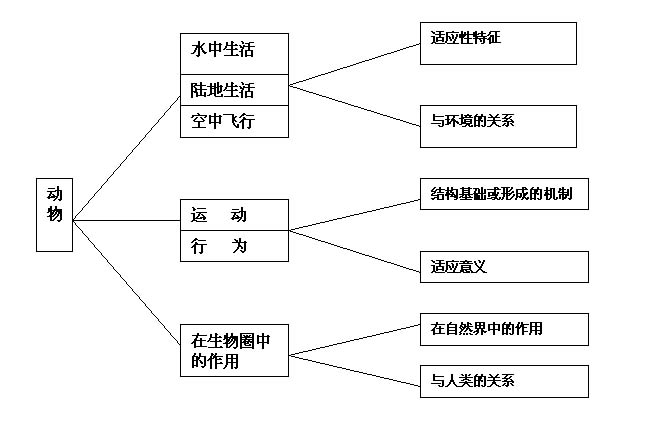 动
物
水中生活
陆地生活
空中飞行
适应性特征
与环境的关系
运 动
行 为
结构基础或形成的机制
适应意义
在生物圈中
的作用
在自然界中的作用
与人类的关系